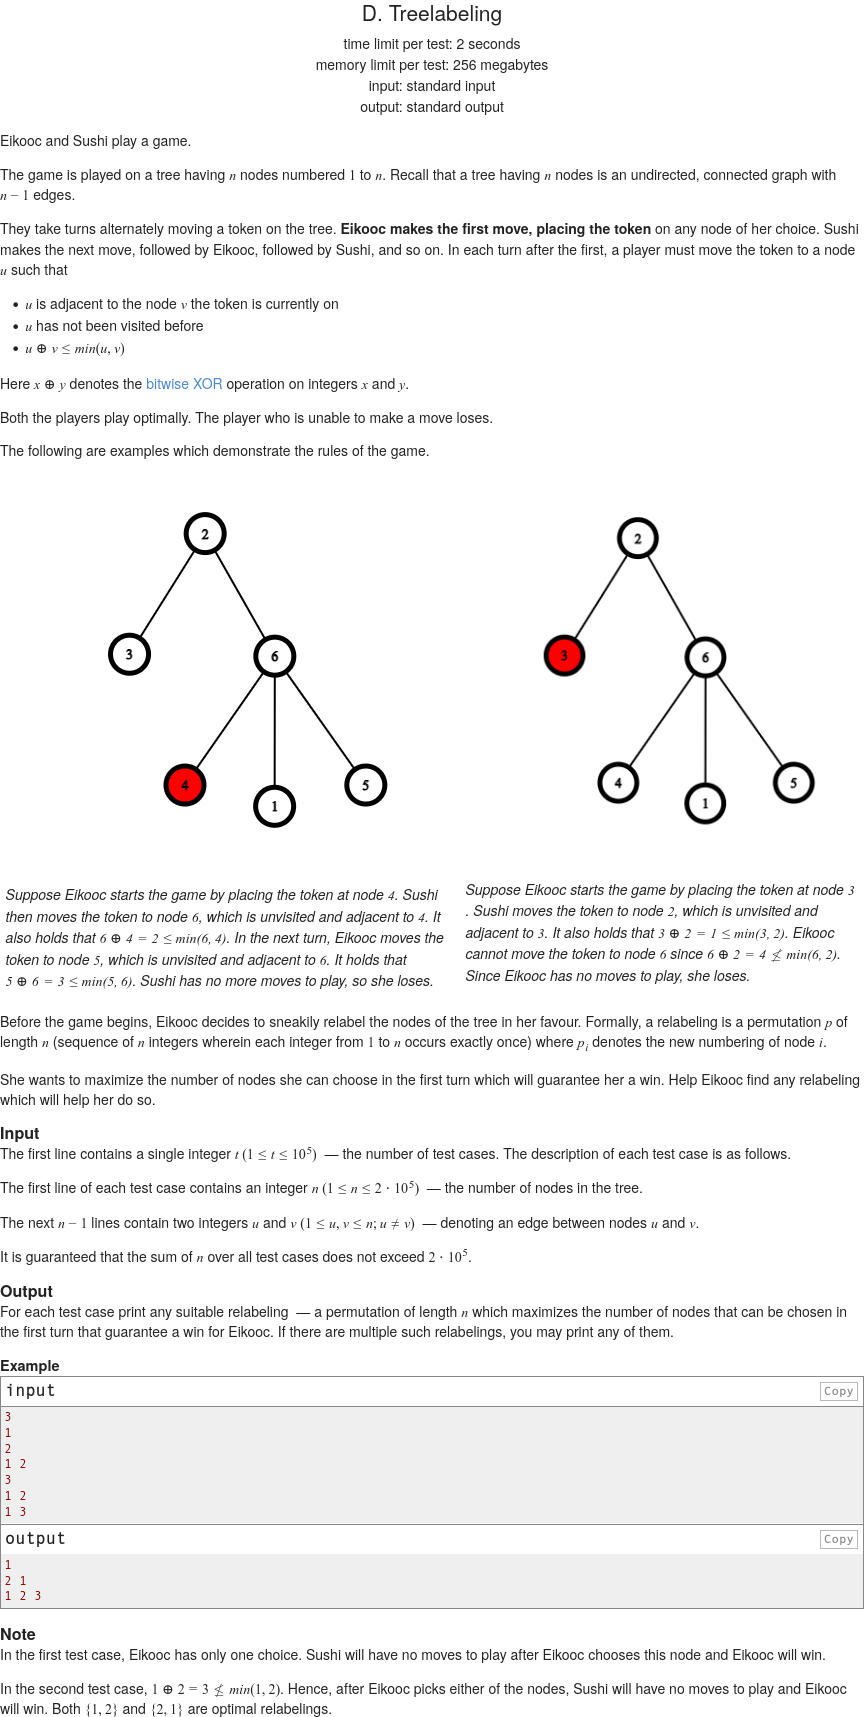 D. Treelabeling
time limit per test: 2 seconds
memory limit per test: 256 megabytes
input: standard input
output: standard output
Eikooc and Sushi play a game.
The game is played on a tree having n nodes numbered 1 to n. Recall that a tree having n nodes is an undirected, connected graph with
n − 1 edges.
They take turns alternately moving a token on the tree. Eikooc makes the first move, placing the token on any node of her choice. Sushi
makes the next move, followed by Eikooc, followed by Sushi, and so on. In each turn after the first, a player must move the token to a node
u such that
• u is adjacent to the node v the token is currently on
• u has not been visited before
• u ⊕ v ≤ min(u, v)
Here x ⊕ y denotes the bitwise XOR operation on integers x and y.
Both the players play optimally. The player who is unable to make a move loses.
The following are examples which demonstrate the rules of the game.
2
3
6
4
1
5
2
3
6
4
1
5
Suppose Eikooc starts the game by placing the token at node 4. Sushi
then moves the token to node 6, which is unvisited and adjacent to 4. It
also holds that 6 ⊕ 4 = 2 ≤ min(6, 4). In the next turn, Eikooc moves the
token to node 5, which is unvisited and adjacent to 6. It holds that
5 ⊕ 6 = 3 ≤ min(5, 6). Sushi has no more moves to play, so she loses.
Suppose Eikooc starts the game by placing the token at node 3
. Sushi moves the token to node 2, which is unvisited and
adjacent to 3. It also holds that 3 ⊕ 2 = 1 ≤ min(3, 2). Eikooc
cannot move the token to node 6 since 6 ⊕ 2 = 4 ≰ min(6, 2).
Since Eikooc has no moves to play, she loses.
Before the game begins, Eikooc decides to sneakily relabel the nodes of the tree in her favour. Formally, a relabeling is a permutation p of
length n (sequence of n integers wherein each integer from 1 to n occurs exactly once) where p_i denotes the new numbering of node i.
She wants to maximize the number of nodes she can choose in the first turn which will guarantee her a win. Help Eikooc find any relabeling
which will help her do so.
Input
The first line contains a single integer t (1 ≤ t ≤ 10^5) — the number of test cases. The description of each test case is as follows.
The first line of each test case contains an integer n (1 ≤ n ≤ 2 · 10^5) — the number of nodes in the tree.
The next n − 1 lines contain two integers u and v (1 ≤ u, v ≤ n; u ≠ v) — denoting an edge between nodes u and v.
It is guaranteed that the sum of n over all test cases does not exceed 2 · 10^5.
Output
For each test case print any suitable relabeling — a permutation of length n which maximizes the number of nodes that can be chosen in
the first turn that guarantee a win for Eikooc. If there are multiple such relabelings, you may print any of them.
Example
input Copy
3
1
2
1 2
3
1 2
1 3
output Copy
1
2 1
1 2 3
Note
In the first test case, Eikooc has only one choice. Sushi will have no moves to play after Eikooc chooses this node and Eikooc will win.
In the second test case, 1 ⊕ 2 = 3 ≰ min(1, 2). Hence, after Eikooc picks either of the nodes, Sushi will have no moves to play and Eikooc
will win. Both {1, 2} and {2, 1} are optimal relabelings.